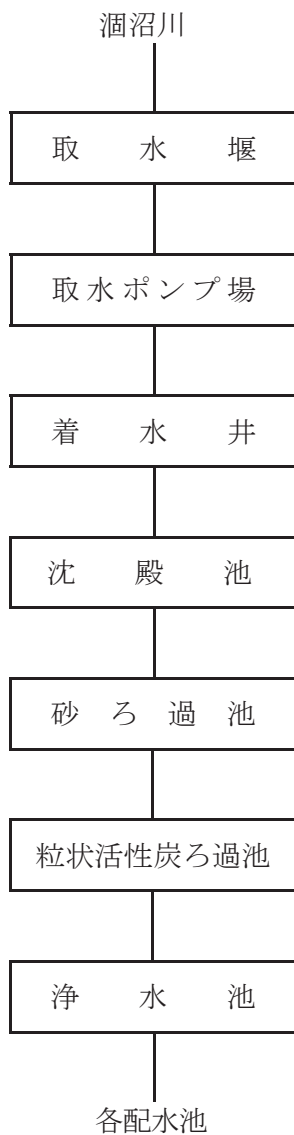 涸沼川
取水堰
取水ポンプ場
着水井
沈殿池
砂ろ過池
粒状活性炭ろ過池
浄水池
各配水池